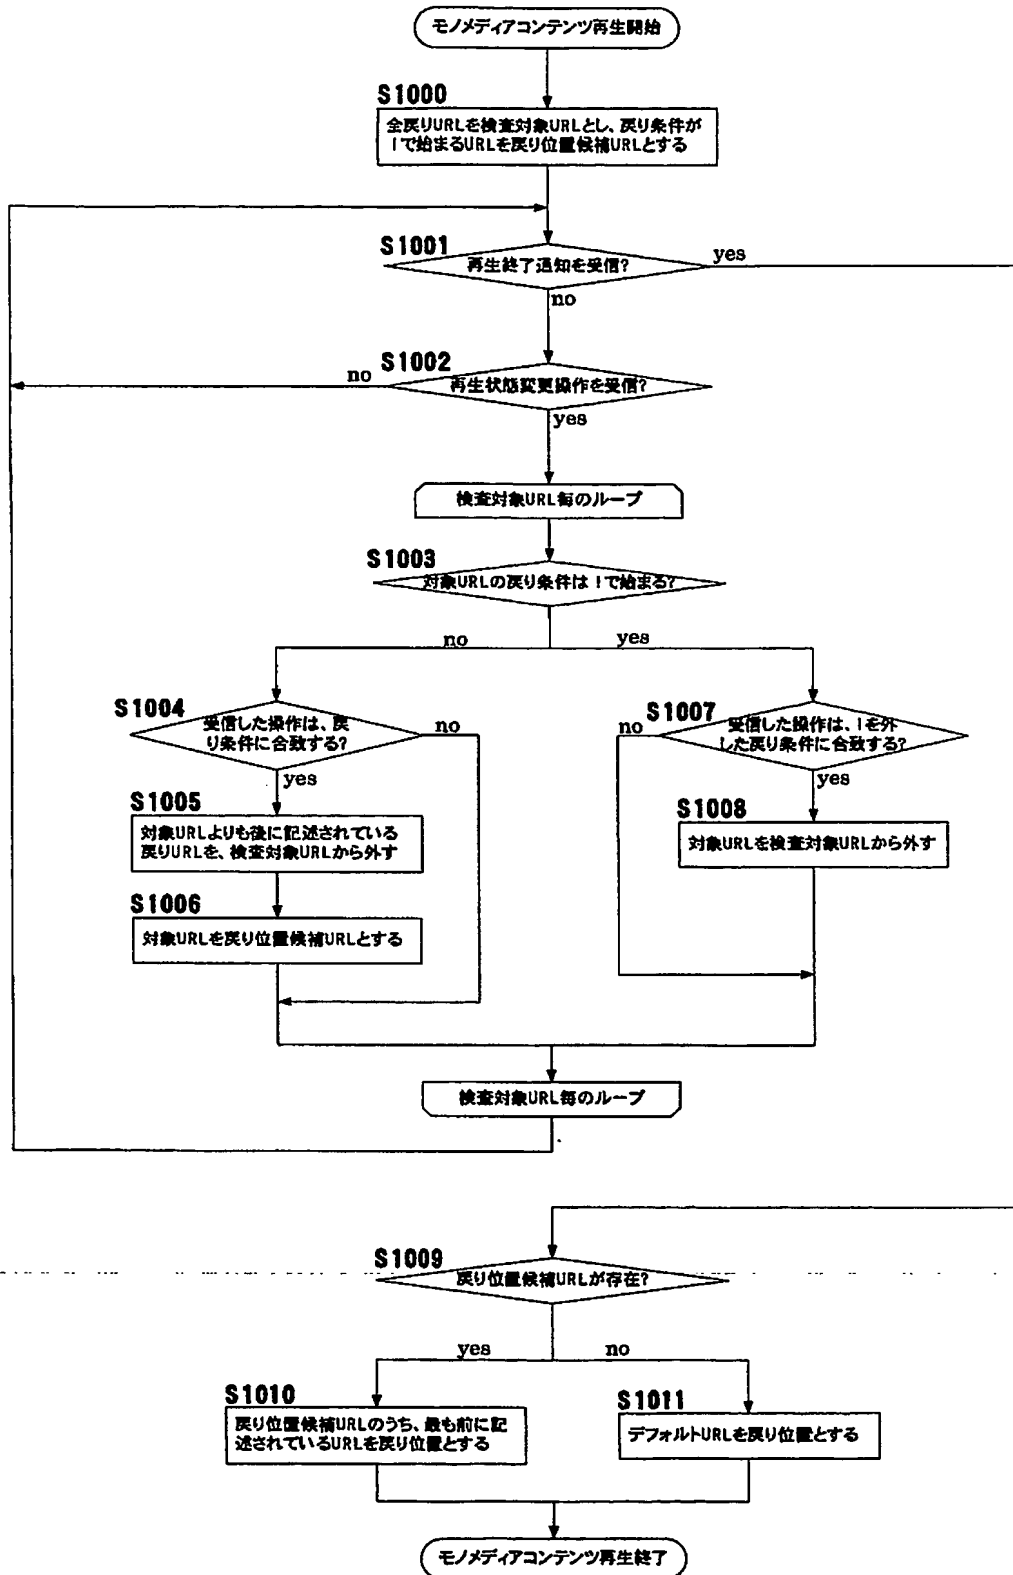 モノメディアコンテンツ再生開始
S1000
全戻りURLを検査対象URLとし、戻り条件が
!で始まるURLを戻り位置候補URLとする
S1001
再生終了通知を受信?
yes
no
S1002
再生状態変更操作を受信?
no
yes
検査対象URL毎のループ
S1003
対象URLの戻り条件は!で始まる?
no
yes
S1004
受信した操作は、戻
り条件に合致する?
no
yes
S1005
対象URLよりも後に記述されている
戻りURLを、検査対象URLから外す
S1006
対象URLを戻り位置候補URLとする
S1007
受信した操作は、!を外
した戻り条件に合致する?
no
yes
S1008
対象URLを検査対象URLから外す
検査対象URL毎のループ
S1009
戻り位置候補URLが存在?
yes
no
S1010
戻り位置候補URLのうち、最も前に記
述されているURLを戻り位置とする
S1011
デフォルトURLを戻り位置とする
モノメディアコンテンツ再生終了